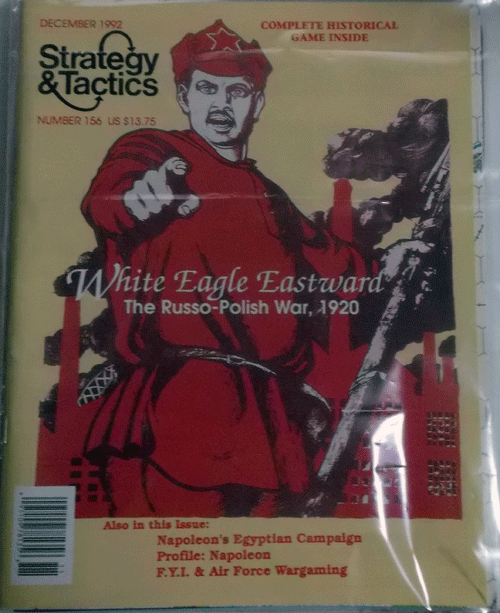 DECEMBER 1992
COMPLETE HISTORICAL
GAME INSIDE
Strategy
& Tactics
NUMBER 156 US $13.75
White Eagle Eastward
The Russo-Polish War, 1920
Also in this Issue:
Napoleon's Egyptian Campaign
Profile: Napoleon
F.Y.I. & Air Force Wargaming